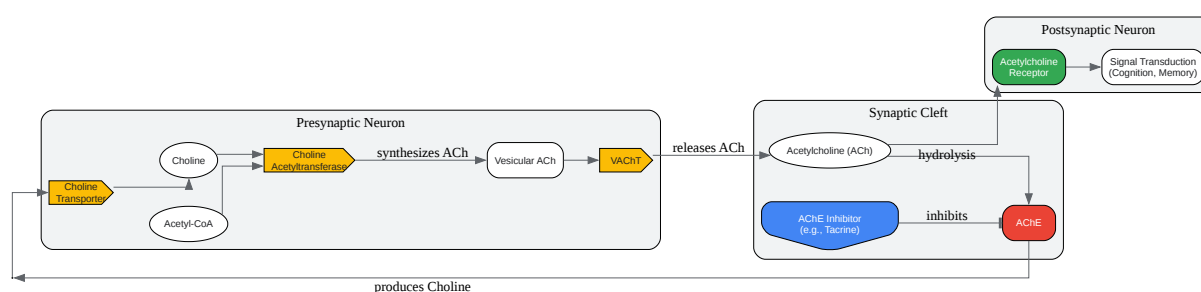 Postsynaptic Neuron
Acetylcholine
Receptor
Signal Transduction
(Cognition, Memory)
Presynaptic Neuron
Synaptic Cleft
Choline
Choline
Acetyltransferase
synthesizes ACh
Vesicular ACh
VAChT
releases ACh
Acetylcholine (ACh)
hydrolysis
Choline
Transporter
Acetyl-CoA
AChE Inhibitor
(e.g., Tacrine)
inhibits
AChE
produces Choline